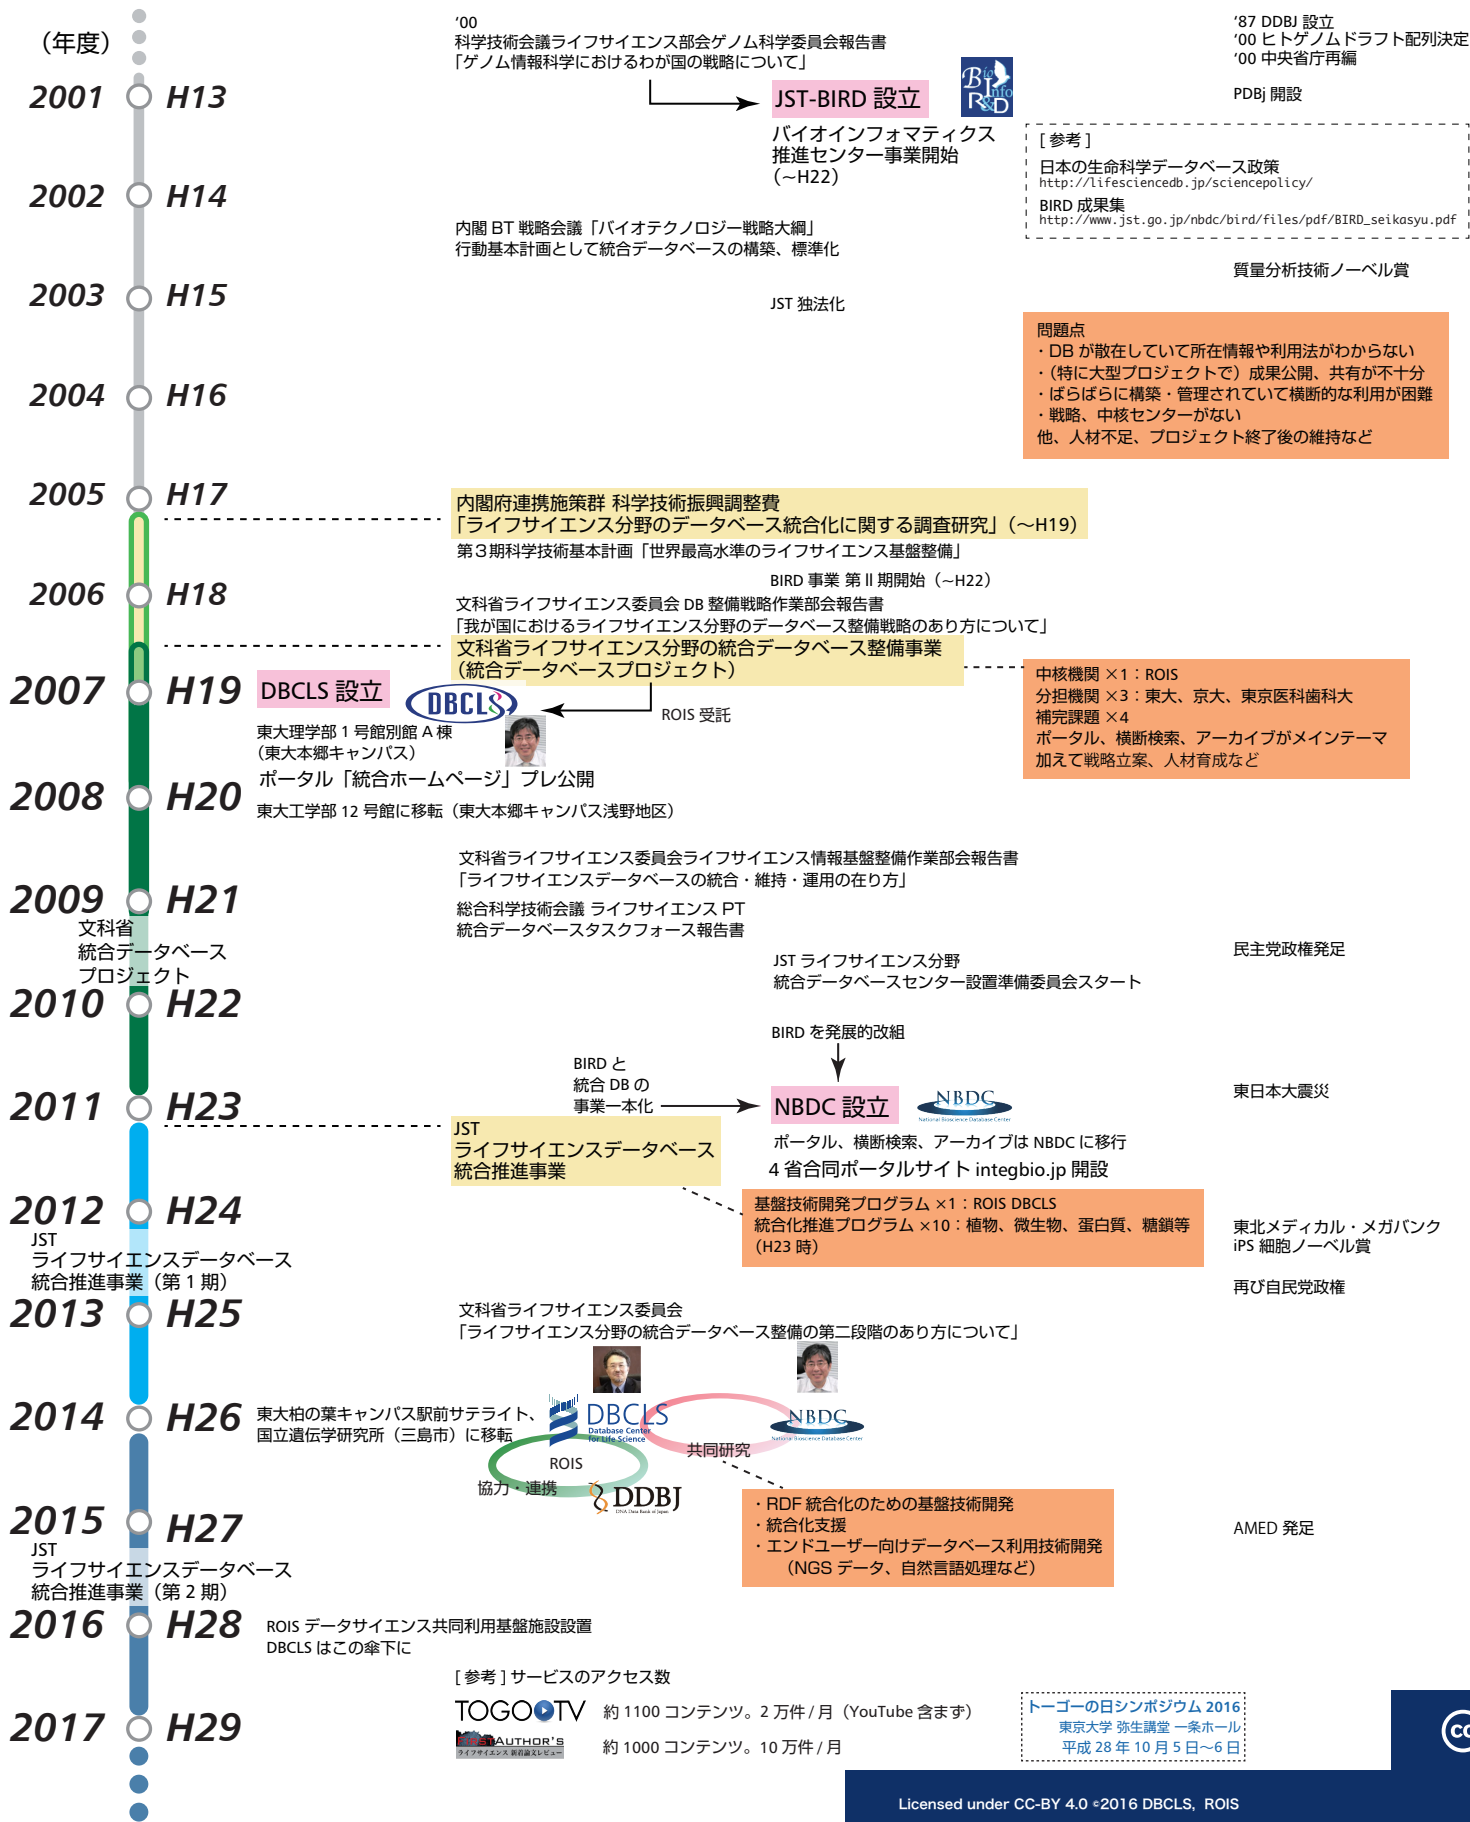 （年度）
'00
科学技術会議ライフサイエンス部会ゲノム科学委員会報告書
「ゲノム情報科学におけるわが国の戦略について」
'87 DDBJ 設立
'00 ヒトゲノムドラフト配列決定
'00 中央省庁再編
2001 H13
JST-BIRD 設立
Bio
Info
R&D
PDBj 開設
バイオインフォマティクス
推進センター事業開始
（~H22）
[ 参考 ]
日本の生命科学データベース政策
http://lifesciencedb.jp/sciencepolicy/
BIRD 成果集
http://www.jst.go.jp/nbdc/bird/files/pdf/BIRD_seikasyu.pdf
2002 H14
内閣 BT 戦略会議「バイオテクノロジー戦略大綱」
行動基本計画として統合データベースの構築、標準化
質量分析技術ノーベル賞
2003 H15
JST 独法化
問題点
・DB が散在していて所在情報や利用法がわからない
・（特に大型プロジェクトで）成果公開、共有が不十分
・ばらばらに構築・管理されていて横断的な利用が困難
・戦略、中核センターがない
他、人材不足、プロジェクト終了後の維持など
2004 H16
2005 H17
内閣府連携施策群 科学技術振興調整費
「ライフサイエンス分野のデータベース統合化に関する調査研究」（〜H19）
第３期科学技術基本計画「世界最高水準のライフサイエンス基盤整備」
BIRD 事業 第 II 期開始（~H22）
2006 H18
文科省ライフサイエンス委員会 DB 整備戦略作業部会報告書
「我が国におけるライフサイエンス分野のデータベース整備戦略のあり方について」
文科省ライフサイエンス分野の統合データベース整備事業
（統合データベースプロジェクト）
中核機関 ×1：ROIS
分担機関 ×3：東大、京大、東京医科歯科大
補完課題 ×4
ポータル、横断検索、アーカイブがメインテーマ
加えて戦略立案、人材育成など
2007 H19
DBCLS 設立
DBCLS
ROIS 受託
東大理学部 1 号館別館 A 棟
（東大本郷キャンパス）
ポータル「統合ホームページ」プレ公開
2008 H20
東大工学部 12 号館に移転（東大本郷キャンパス浅野地区）
文科省ライフサイエンス委員会ライフサイエンス情報基盤整備作業部会報告書
「ライフサイエンスデータベースの統合・維持・運用の在り方」
2009 H21
総合科学技術会議 ライフサイエンス PT
統合データベースタスクフォース報告書
文科省
統合データベース
プロジェクト
民主党政権発足
JST ライフサイエンス分野
統合データベースセンター設置準備委員会スタート
2010 H22
BIRD を発展的改組
BIRD と
統合 DB の
事業一本化
2011 H23
NBDC 設立
NBDC
National Bioscience Database Center
東日本大震災
JST
ライフサイエンスデータベース
統合推進事業
ポータル、横断検索、アーカイブは NBDC に移行
4 省合同ポータルサイト integbio.jp 開設
基盤技術開発プログラム ×1：ROIS DBCLS
統合化推進プログラム ×10：植物、微生物、蛋白質、糖鎖等
（H23 時）
2012 H24
東北メディカル・メガバンク
iPS 細胞ノーベル賞
JST
ライフサイエンスデータベース
統合推進事業（第 1 期）
再び自民党政権
2013 H25
文科省ライフサイエンス委員会
「ライフサイエンス分野の統合データベース整備の第二段階のあり方について」
2014 H26
東大柏の葉キャンパス駅前サテライト、
国立遺伝学研究所（三島市）に移転
DBCLS
Database Center
for Life Science
NBDC
National Bioscience Database Center
共同研究
ROIS
協力・連携
DDBJ
DNA Data Bank of Japan
・RDF 統合化のための基盤技術開発
・統合化支援
・エンドユーザー向けデータベース利用技術開発
（NGS データ、自然言語処理など）
2015 H27
AMED 発足
JST
ライフサイエンスデータベース
統合推進事業（第 2 期）
2016 H28
ROIS データサイエンス共同利用基盤施設設置
DBCLS はこの傘下に
[ 参考 ] サービスのアクセス数
TOGO TV
約 1100 コンテンツ。2 万件 / 月（YouTube 含まず）
FIRST AUTHOR'S
ライフサイエンス 新着論文レビュー
約 1000 コンテンツ。10 万件 / 月
2017 H29
トーゴーの日シンポジウム 2016
東京大学 弥生講堂 一条ホール
平成 28 年 10 月 5 日〜6 日
cc
Licensed under CC-BY 4.0 ©2016 DBCLS, ROIS